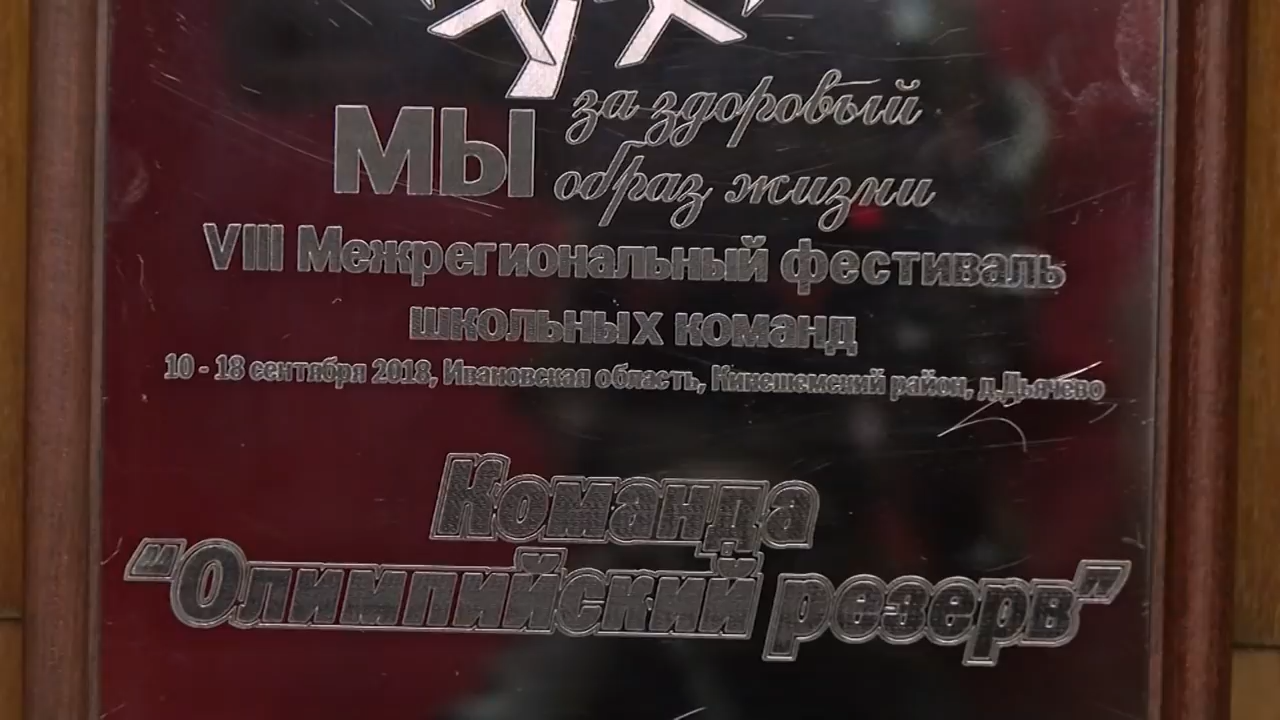 МЫ за здоровый
образ жизни
VIII Межрегиональный фестиваль
школьных команд
10 - 18 сентября 2018, Ивановская область, Кинешемский район, д.Дьячево
Команда
"Олимпийский резерв"